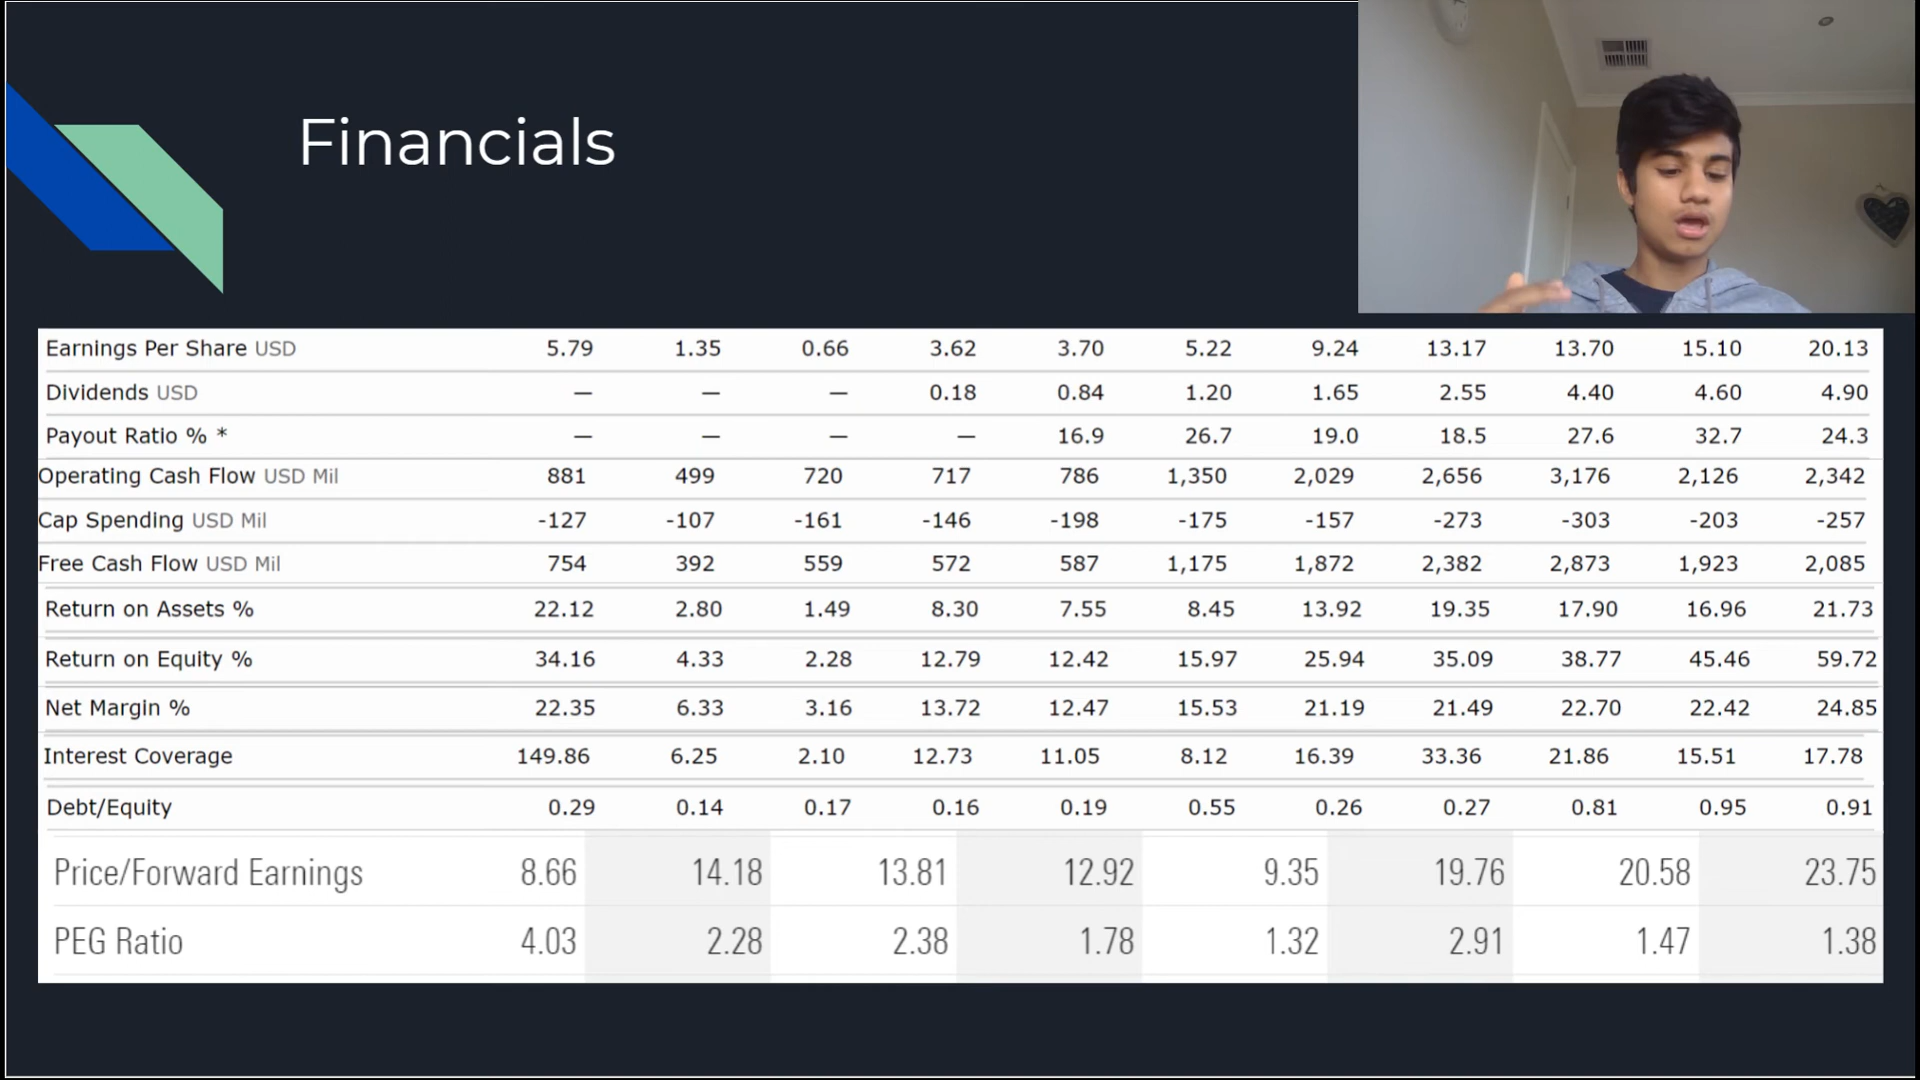 Financials
Earnings Per Share USD 5.79 1.35 0.66 3.62 3.70 5.22 9.24 13.17 13.70 15.10 20.13
Dividends USD — — — 0.18 0.84 1.20 1.65 2.55 4.40 4.60 4.90
Payout Ratio % * — — — — 16.9 26.7 19.0 18.5 27.6 32.7 24.3
Operating Cash Flow USD Mil 881 499 720 717 786 1,350 2,029 2,656 3,176 2,126 2,342
Cap Spending USD Mil -127 -107 -161 -146 -198 -175 -157 -273 -303 -203 -257
Free Cash Flow USD Mil 754 392 559 572 587 1,175 1,872 2,382 2,873 1,923 2,085
Return on Assets % 22.12 2.80 1.49 8.30 7.55 8.45 13.92 19.35 17.90 16.96 21.73
Return on Equity % 34.16 4.33 2.28 12.79 12.42 15.97 25.94 35.09 38.77 45.46 59.72
Net Margin % 22.35 6.33 3.16 13.72 12.47 15.53 21.19 21.49 22.70 22.42 24.85
Interest Coverage 149.86 6.25 2.10 12.73 11.05 8.12 16.39 33.36 21.86 15.51 17.78
Debt/Equity 0.29 0.14 0.17 0.16 0.19 0.55 0.26 0.27 0.81 0.95 0.91
Price/Forward Earnings 8.66 14.18 13.81 12.92 9.35 19.76 20.58 23.75
PEG Ratio 4.03 2.28 2.38 1.78 1.32 2.91 1.47 1.38